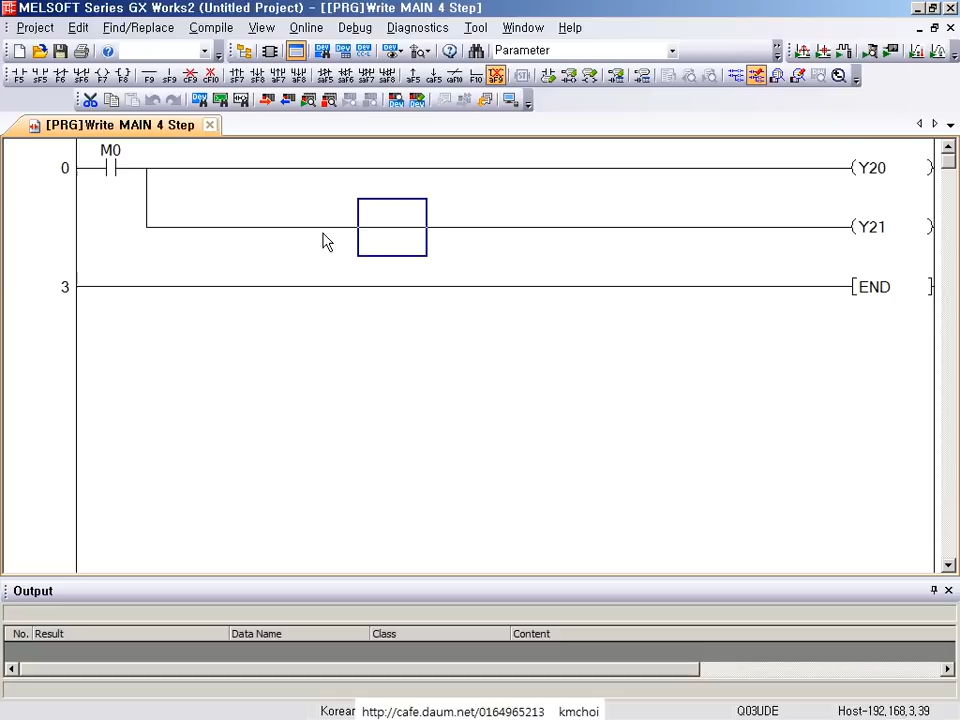 MELSOFT Series GX Works2 (Untitled Project) - [[PRG]Write MAIN 4 Step]
Project Edit Find/Replace Compile View Online Debug Diagnostics Tool Window Help
Parameter
[PRG]Write MAIN 4 Step
M0
0 Y20
Y21
3 END
Output
No. Result Data Name Class Content
Korean http://cafe.daum.net/0164965213 kmchoi Q03UDE Host-192,168,3,39